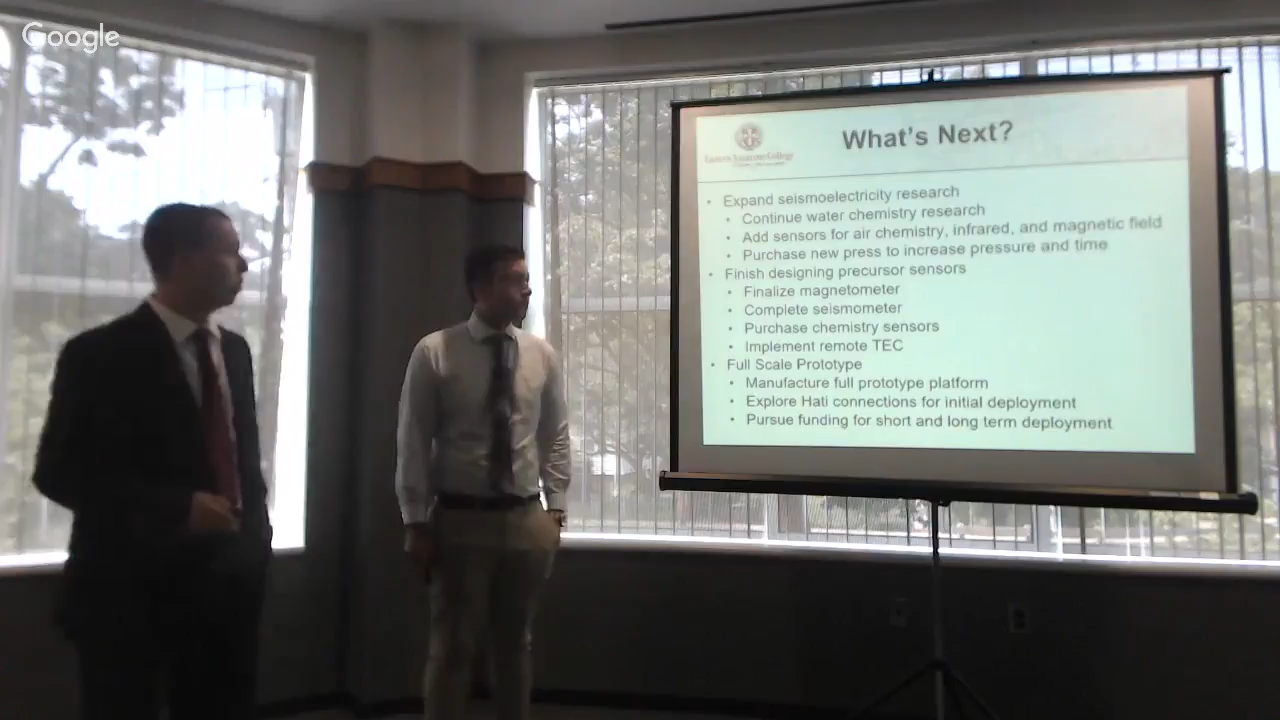 Google
What's Next?
• Expand seismoelectricity research
• Continue water chemistry research
• Add sensors for air chemistry, infrared, and magnetic field
• Purchase new press to increase pressure and time
• Finish designing precursor sensors
• Finalize magnetometer
• Complete seismometer
• Purchase chemistry sensors
• Implement remote TEC
• Full Scale Prototype
• Manufacture full prototype platform
• Explore Hati connections for initial deployment
• Pursue funding for short and long term deployment